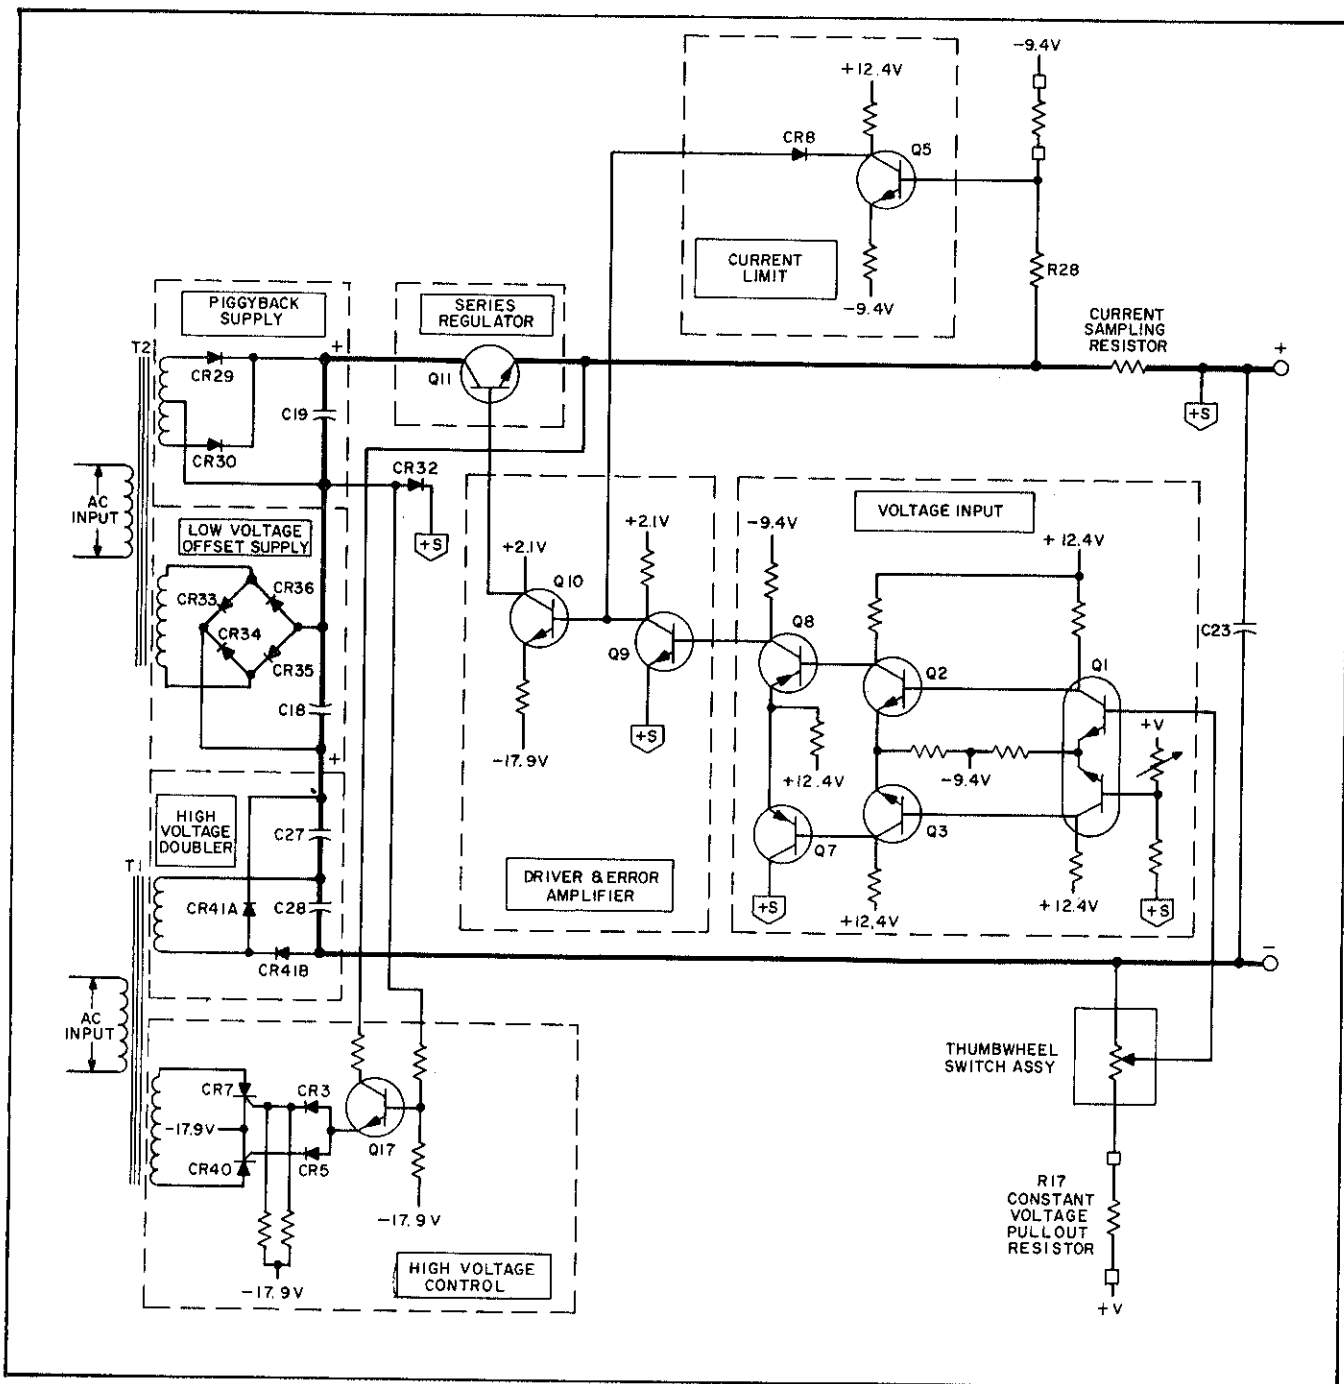 -9.4V
+12.4V
CR8
Q5
CURRENT
LIMIT
R28
-9.4V
PIGGYBACK
SUPPLY
SERIES
REGULATOR
CURRENT
SAMPLING
RESISTOR
T2
+
+
CR29
Q11
C19
+S
CR30
CR32
AC
INPUT
VOLTAGE INPUT
LOW VOLTAGE
OFFSET SUPPLY
+S
+2.1V
-9.4V
+12.4V
+2.1V
Q10
CR33
CR36
Q8
C23
CR34
Q9
Q2
Q1
CR35
+V
C18
+S
-17.9V
+12.4V
-9.4V
+
HIGH
VOLTAGE
DOUBLER
C27
Q7
Q3
T1
DRIVER & ERROR
AMPLIFIER
CR41A
C28
+S
+12.4V
+12.4V
+S
CR41B
-
AC
INPUT
THUMBWHEEL
SWITCH ASSY
CR7
CR3
-17.9V
CR40
CR5
Q17
-17.9V
R17
CONSTANT
VOLTAGE
PULLOUT
RESISTOR
HIGH VOLTAGE
CONTROL
-17.9V
+V